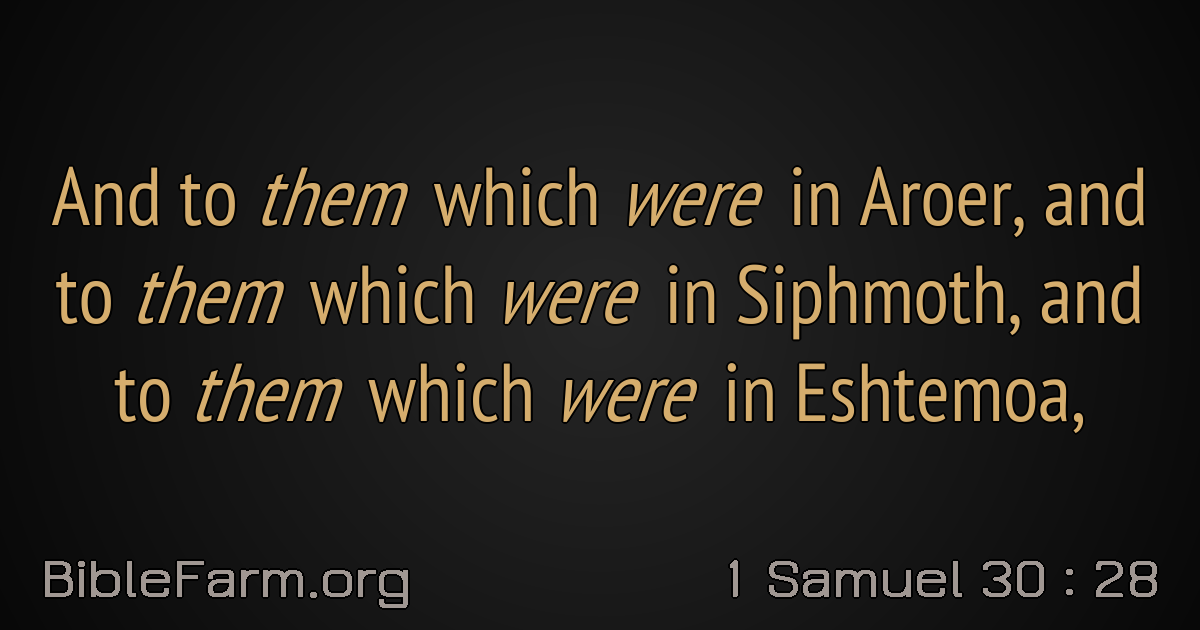 And to them which were in Aroer, and
to them which were in Siphmoth, and
to them which were in Eshtemoa,
BibleFarm.org
1 Samuel 30 : 28